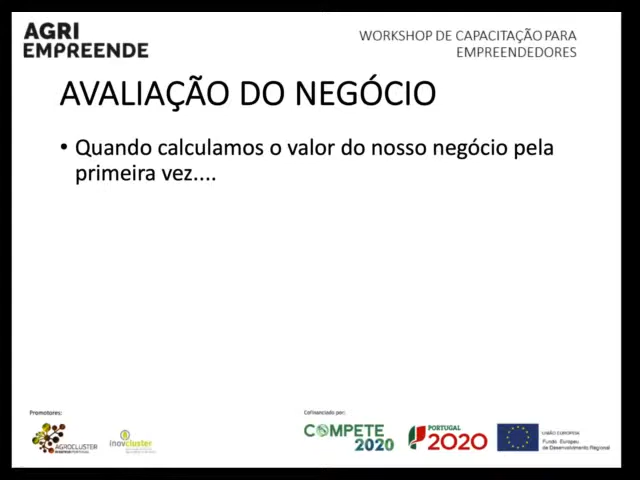 AGRI
EMPREENDE
WORKSHOP DE CAPACITAÇÃO PARA
EMPREENDEDORES
AVALIAÇÃO DO NEGÓCIO
• Quando calculamos o valor do nosso negócio pela
primeira vez....
Promotores:
Cofinanciado por:
AGROCLUSTER
inovcluster
COMPETE
2020
PORTUGAL
2020
UNIÃO EUROPEIA
Fundo Europeu
de Desenvolvimento Regional